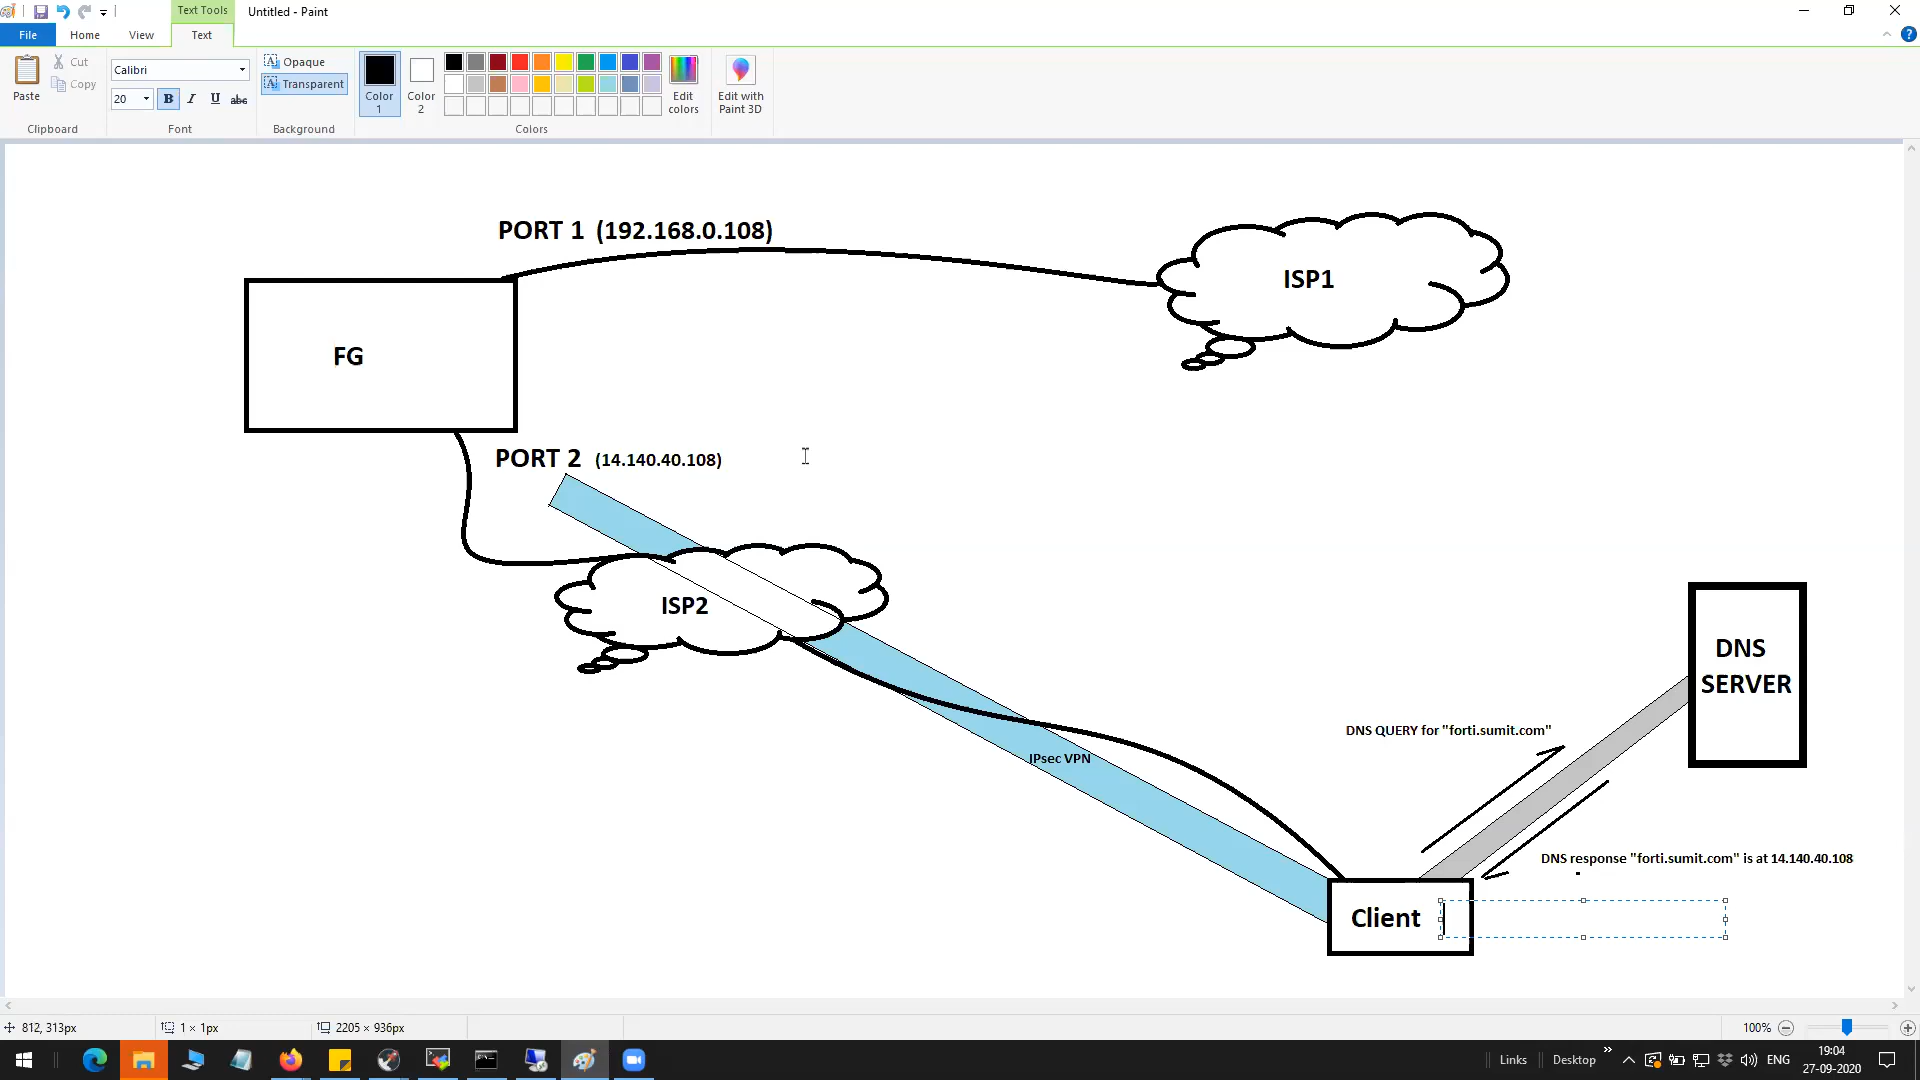 Text Tools
Untitled - Paint
File
Home
View
Text
Paste
Cut
Copy
Clipboard
Calibri
20
B
I
U
abc
Font
A Opaque
A Transparent
Background
Color
1
Color
2
Edit
colors
Colors
Edit with
Paint 3D
PORT 1 (192.168.0.108)
ISP1
FG
PORT 2 (14.140.40.108)
ISP2
IPsec VPN
DNS
SERVER
DNS QUERY for "forti.sumit.com"
DNS response "forti.sumit.com" is at 14.140.40.108
Client
812, 313px
1 × 1px
2205 × 936px
100%
Links
Desktop
ENG
19:04
27-09-2020